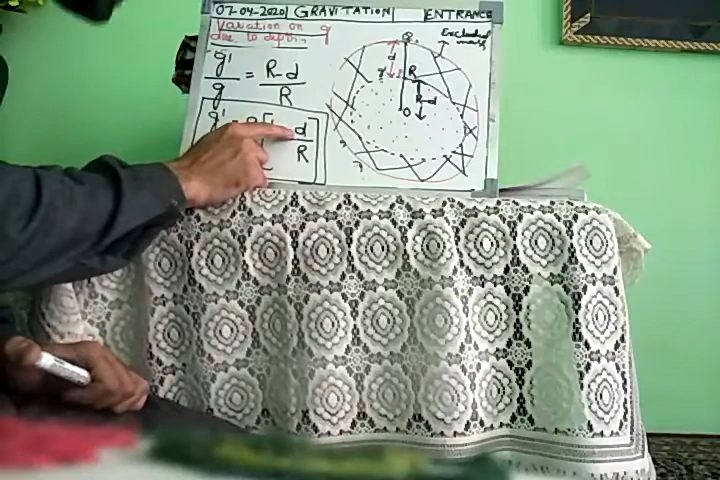 07-04-2020 GRAVITATION ENTRANCE
Variation on g
due to depth
g'/g = R-d/R
g' d
R
Q
Excluded
mass
d
g' P R
R-d
O